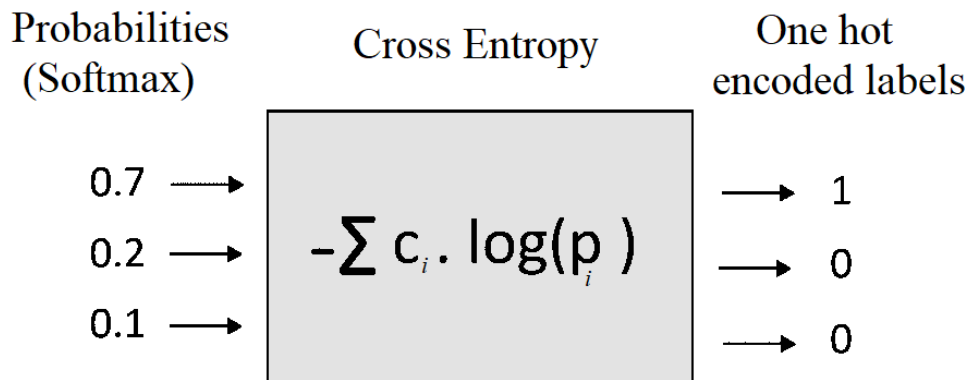 Probabilities
(Softmax)
Cross Entropy
One hot
encoded labels
0.7
0.2
0.1
-∑ cᵢ. log(pᵢ )
1
0
0